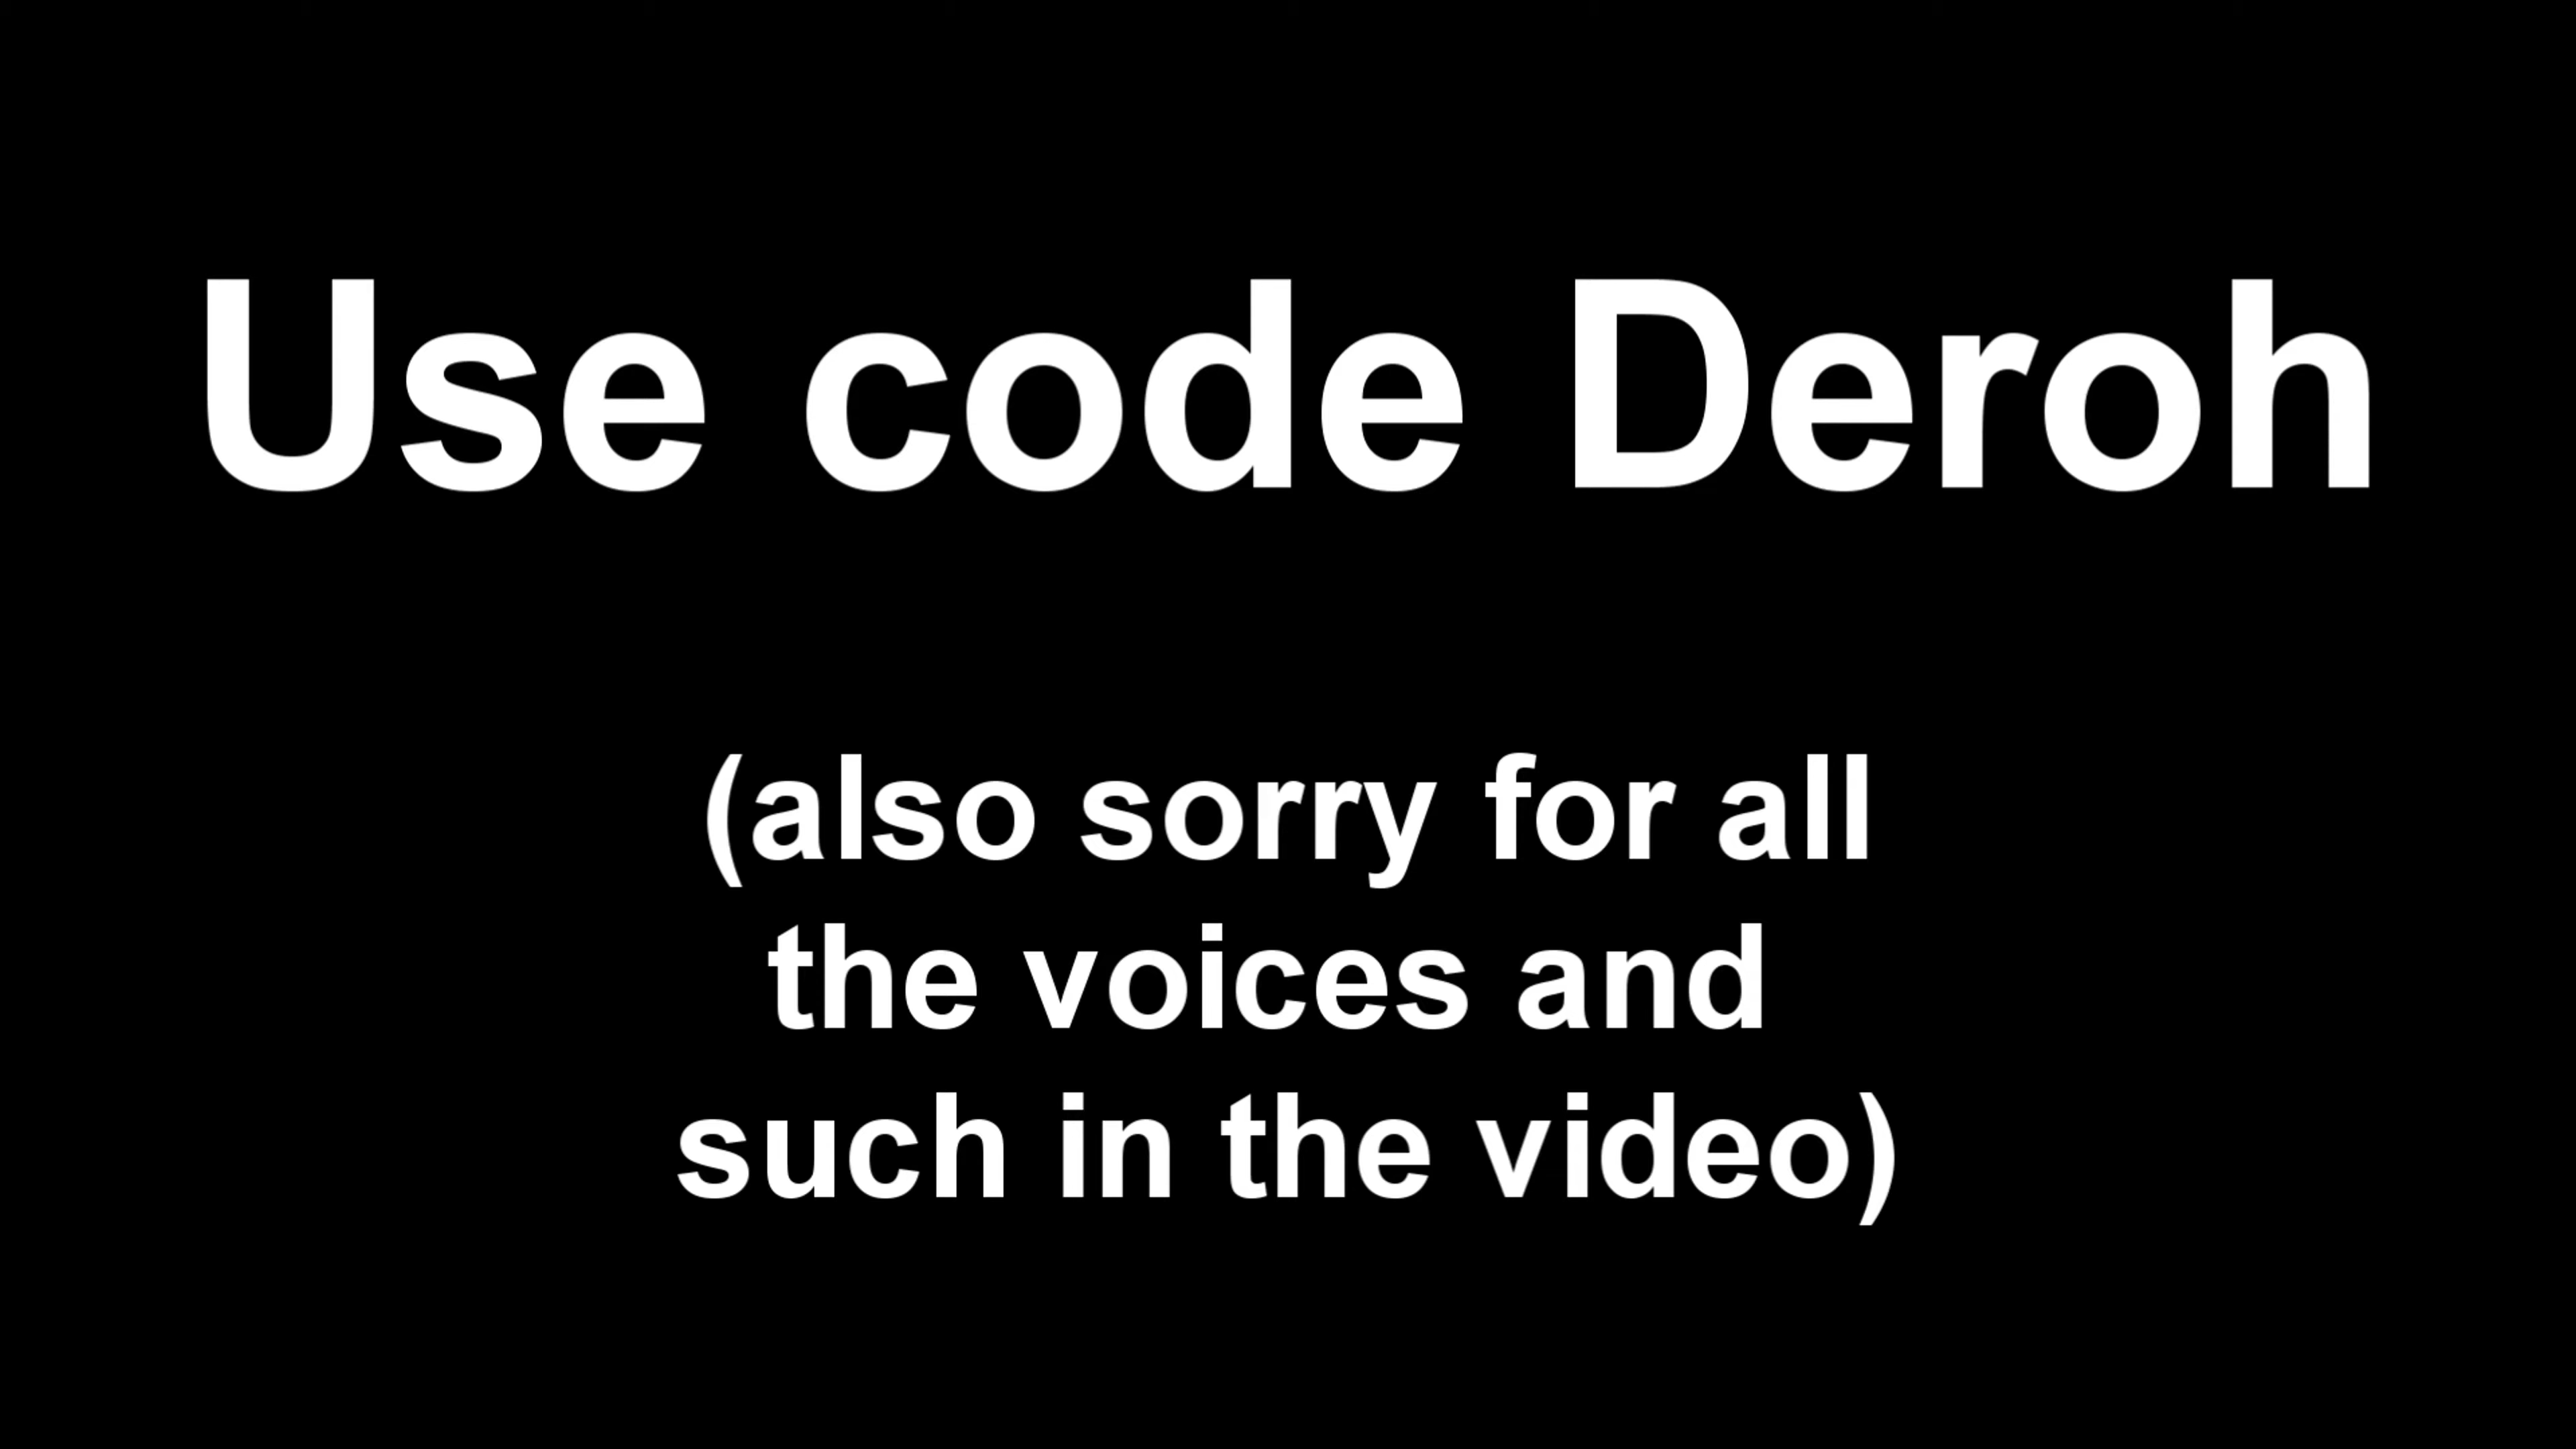 Use code Deroh
(also sorry for all
the voices and
such in the video)